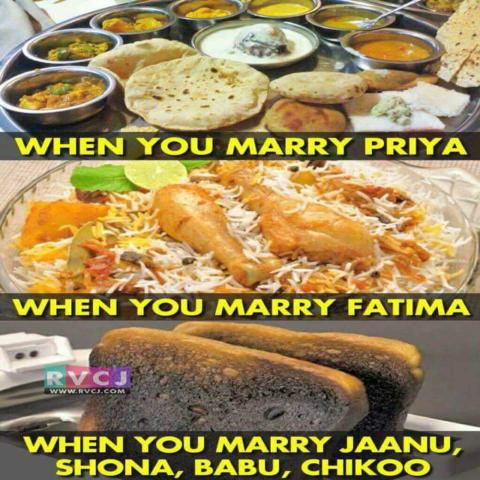 WHEN YOU MARRY PRIYA
WHEN YOU MARRY FATIMA
RVCJ
WWW.RVCJ.COM
WHEN YOU MARRY JAANU,
SHONA, BABU, CHIKOO